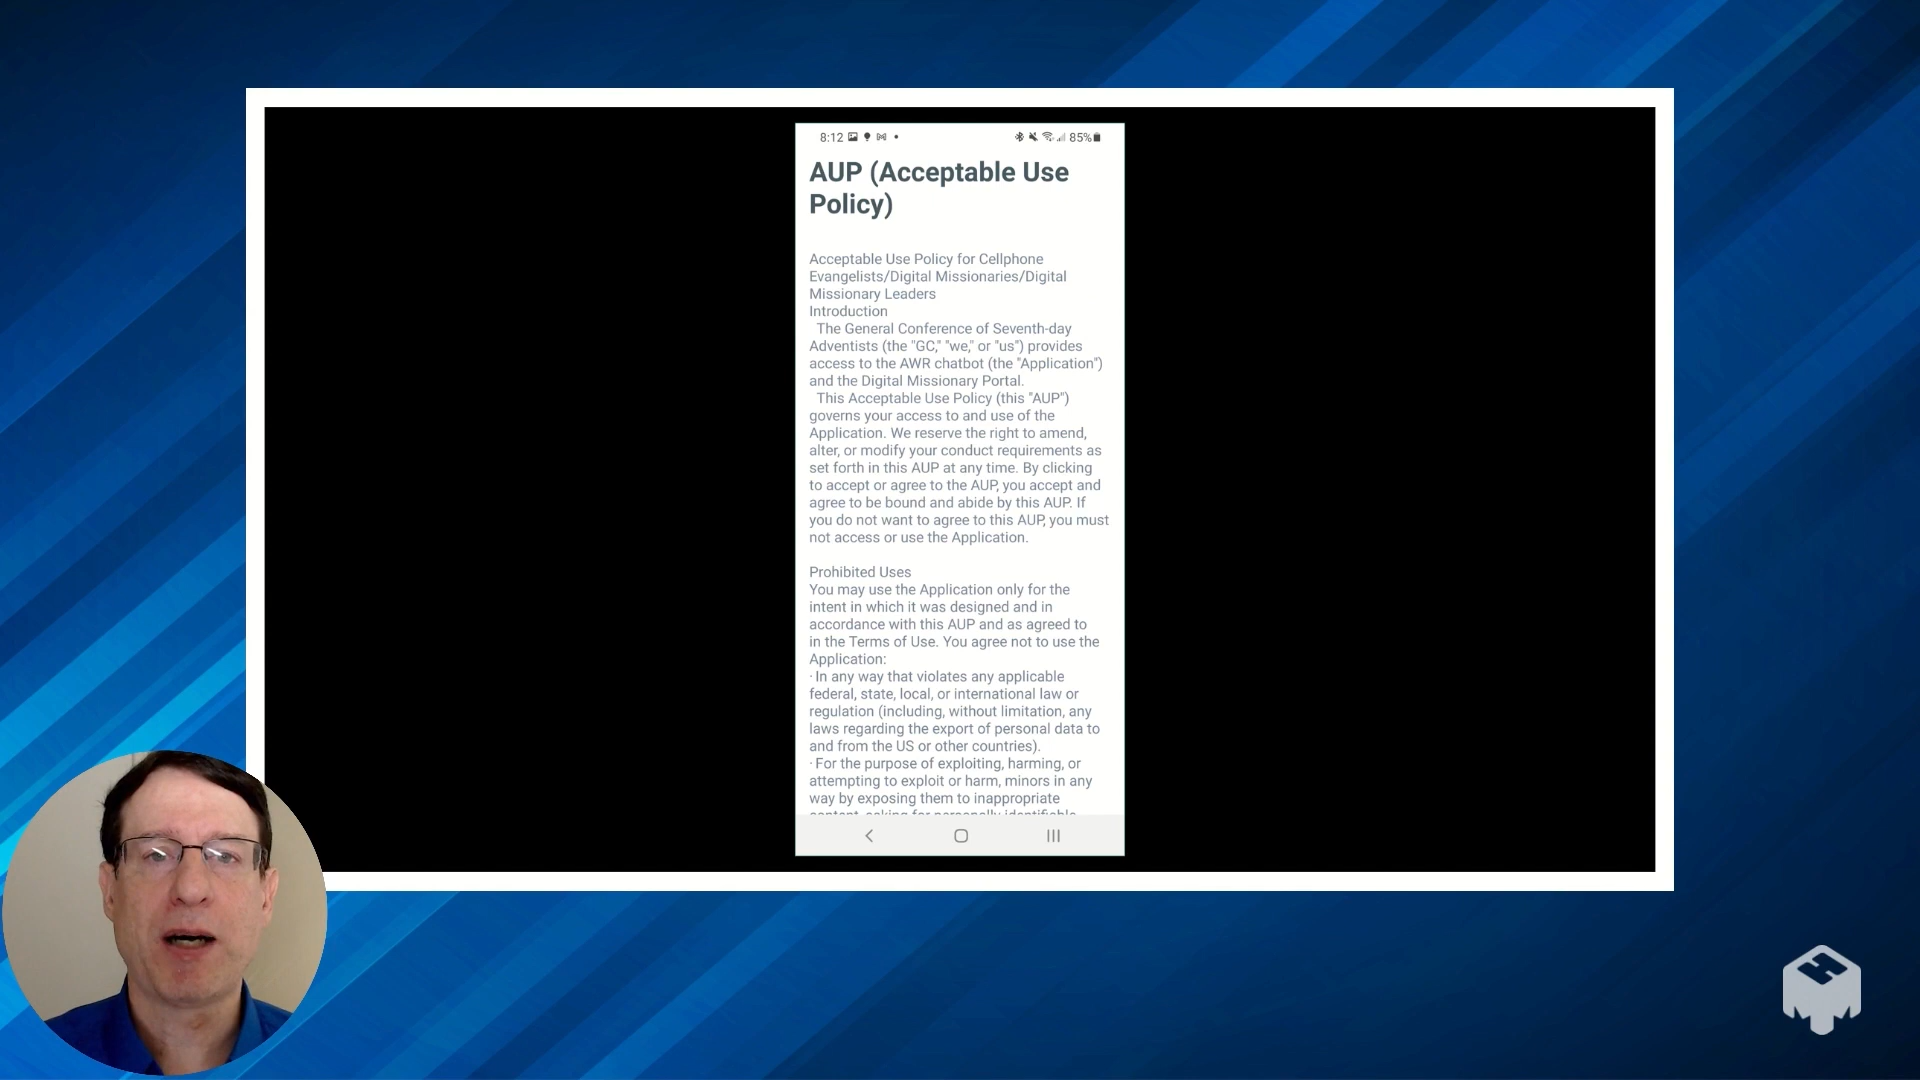 8:12
85%
AUP (Acceptable Use
Policy)
Acceptable Use Policy for Cellphone
Evangelists/Digital Missionaries/Digital
Missionary Leaders
Introduction
The General Conference of Seventh-day
Adventists (the "GC," "we," or "us") provides
access to the AWR chatbot (the "Application")
and the Digital Missionary Portal.
This Acceptable Use Policy (this "AUP")
governs your access to and use of the
Application. We reserve the right to amend,
alter, or modify your conduct requirements as
set forth in this AUP at any time. By clicking
to accept or agree to the AUP, you accept and
agree to be bound and abide by this AUP. If
you do not want to agree to this AUP, you must
not access or use the Application.
Prohibited Uses
You may use the Application only for the
intent in which it was designed and in
accordance with this AUP and as agreed to
in the Terms of Use. You agree not to use the
Application:
· In any way that violates any applicable
federal, state, local, or international law or
regulation (including, without limitation, any
laws regarding the export of personal data to
and from the US or other countries).
· For the purpose of exploiting, harming, or
attempting to exploit or harm, minors in any
way by exposing them to inappropriate
content, asking for personally identifiable